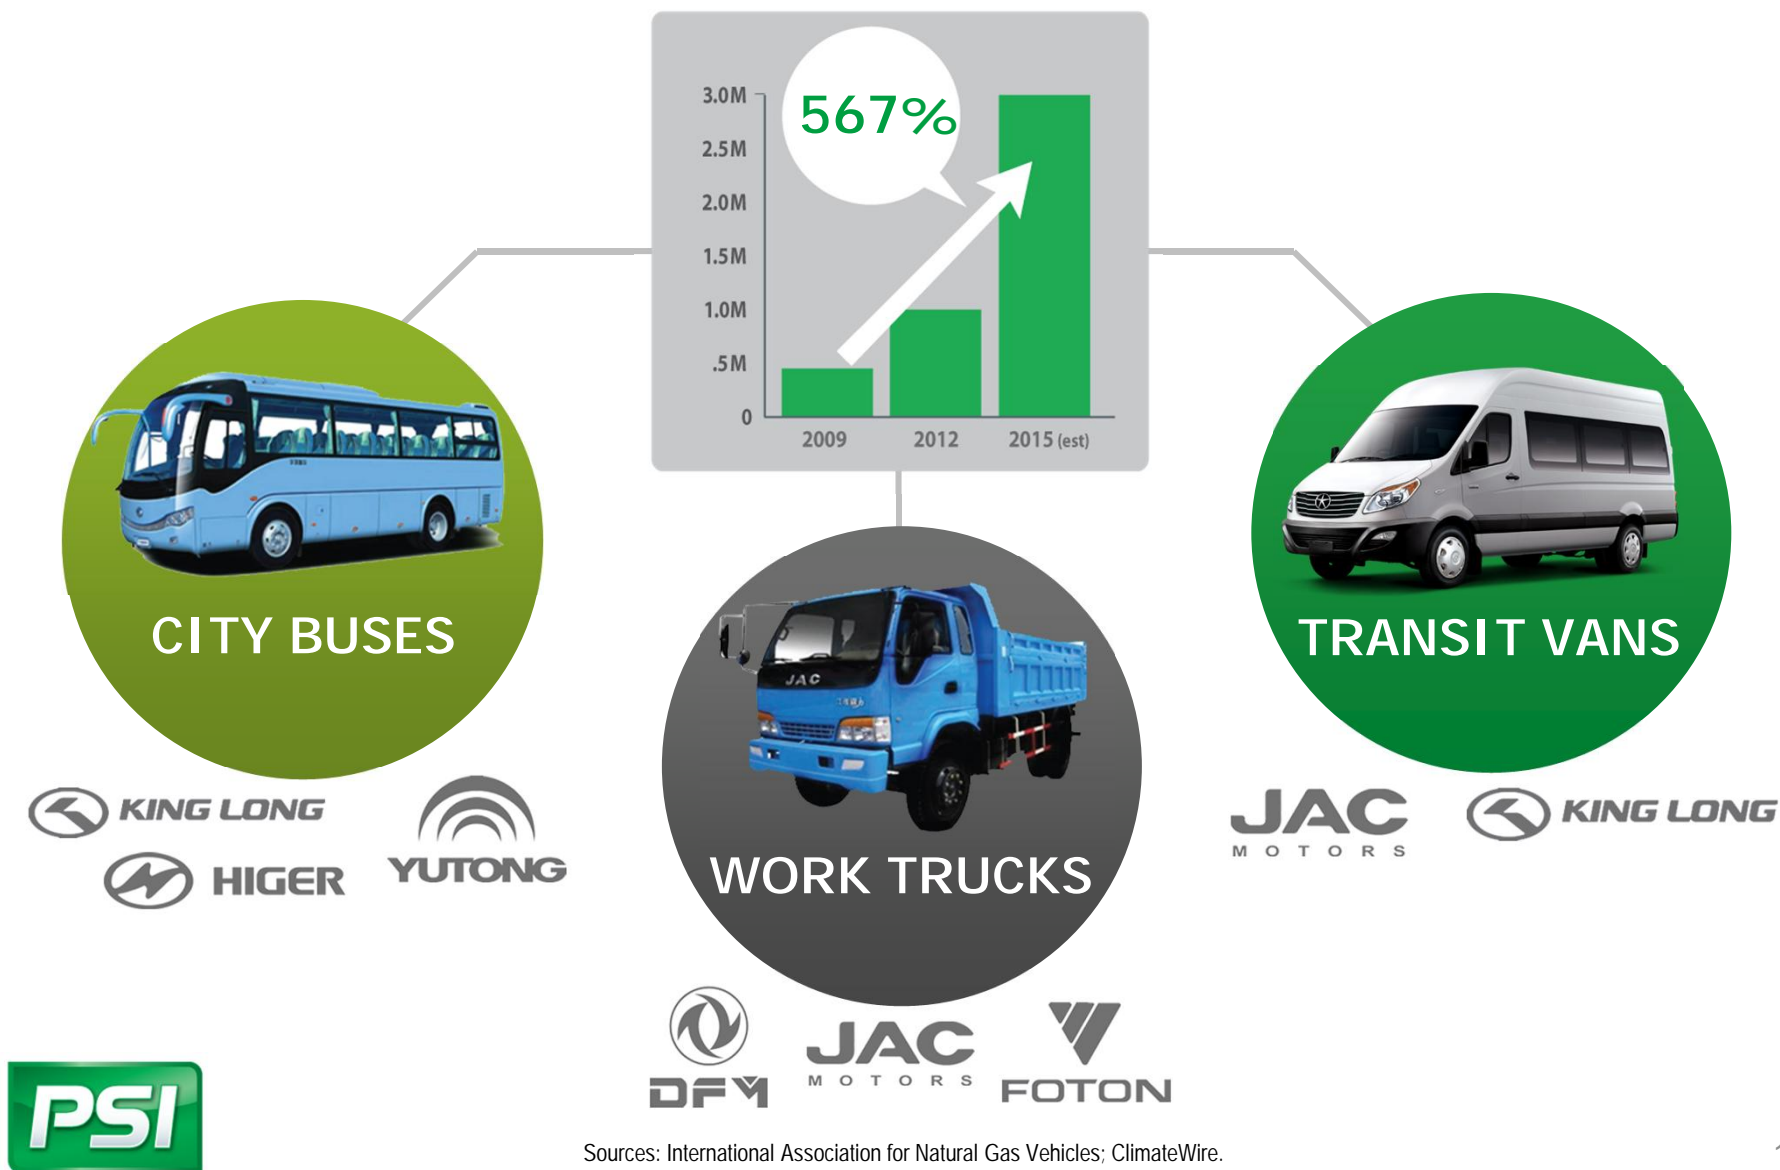 567%
3.0M
2.5M
2.0M
1.5M
1.0M
.5M
0
2009 2012 2015 (est)
CITY BUSES
KING LONG
YUTONG
HIGER
JAC
WORK TRUCKS
DFM
JAC
MOTORS
FOTON
TRANSIT VANS
JAC
MOTORS
KING LONG
PSI
Sources: International Association for Natural Gas Vehicles; ClimateWire.